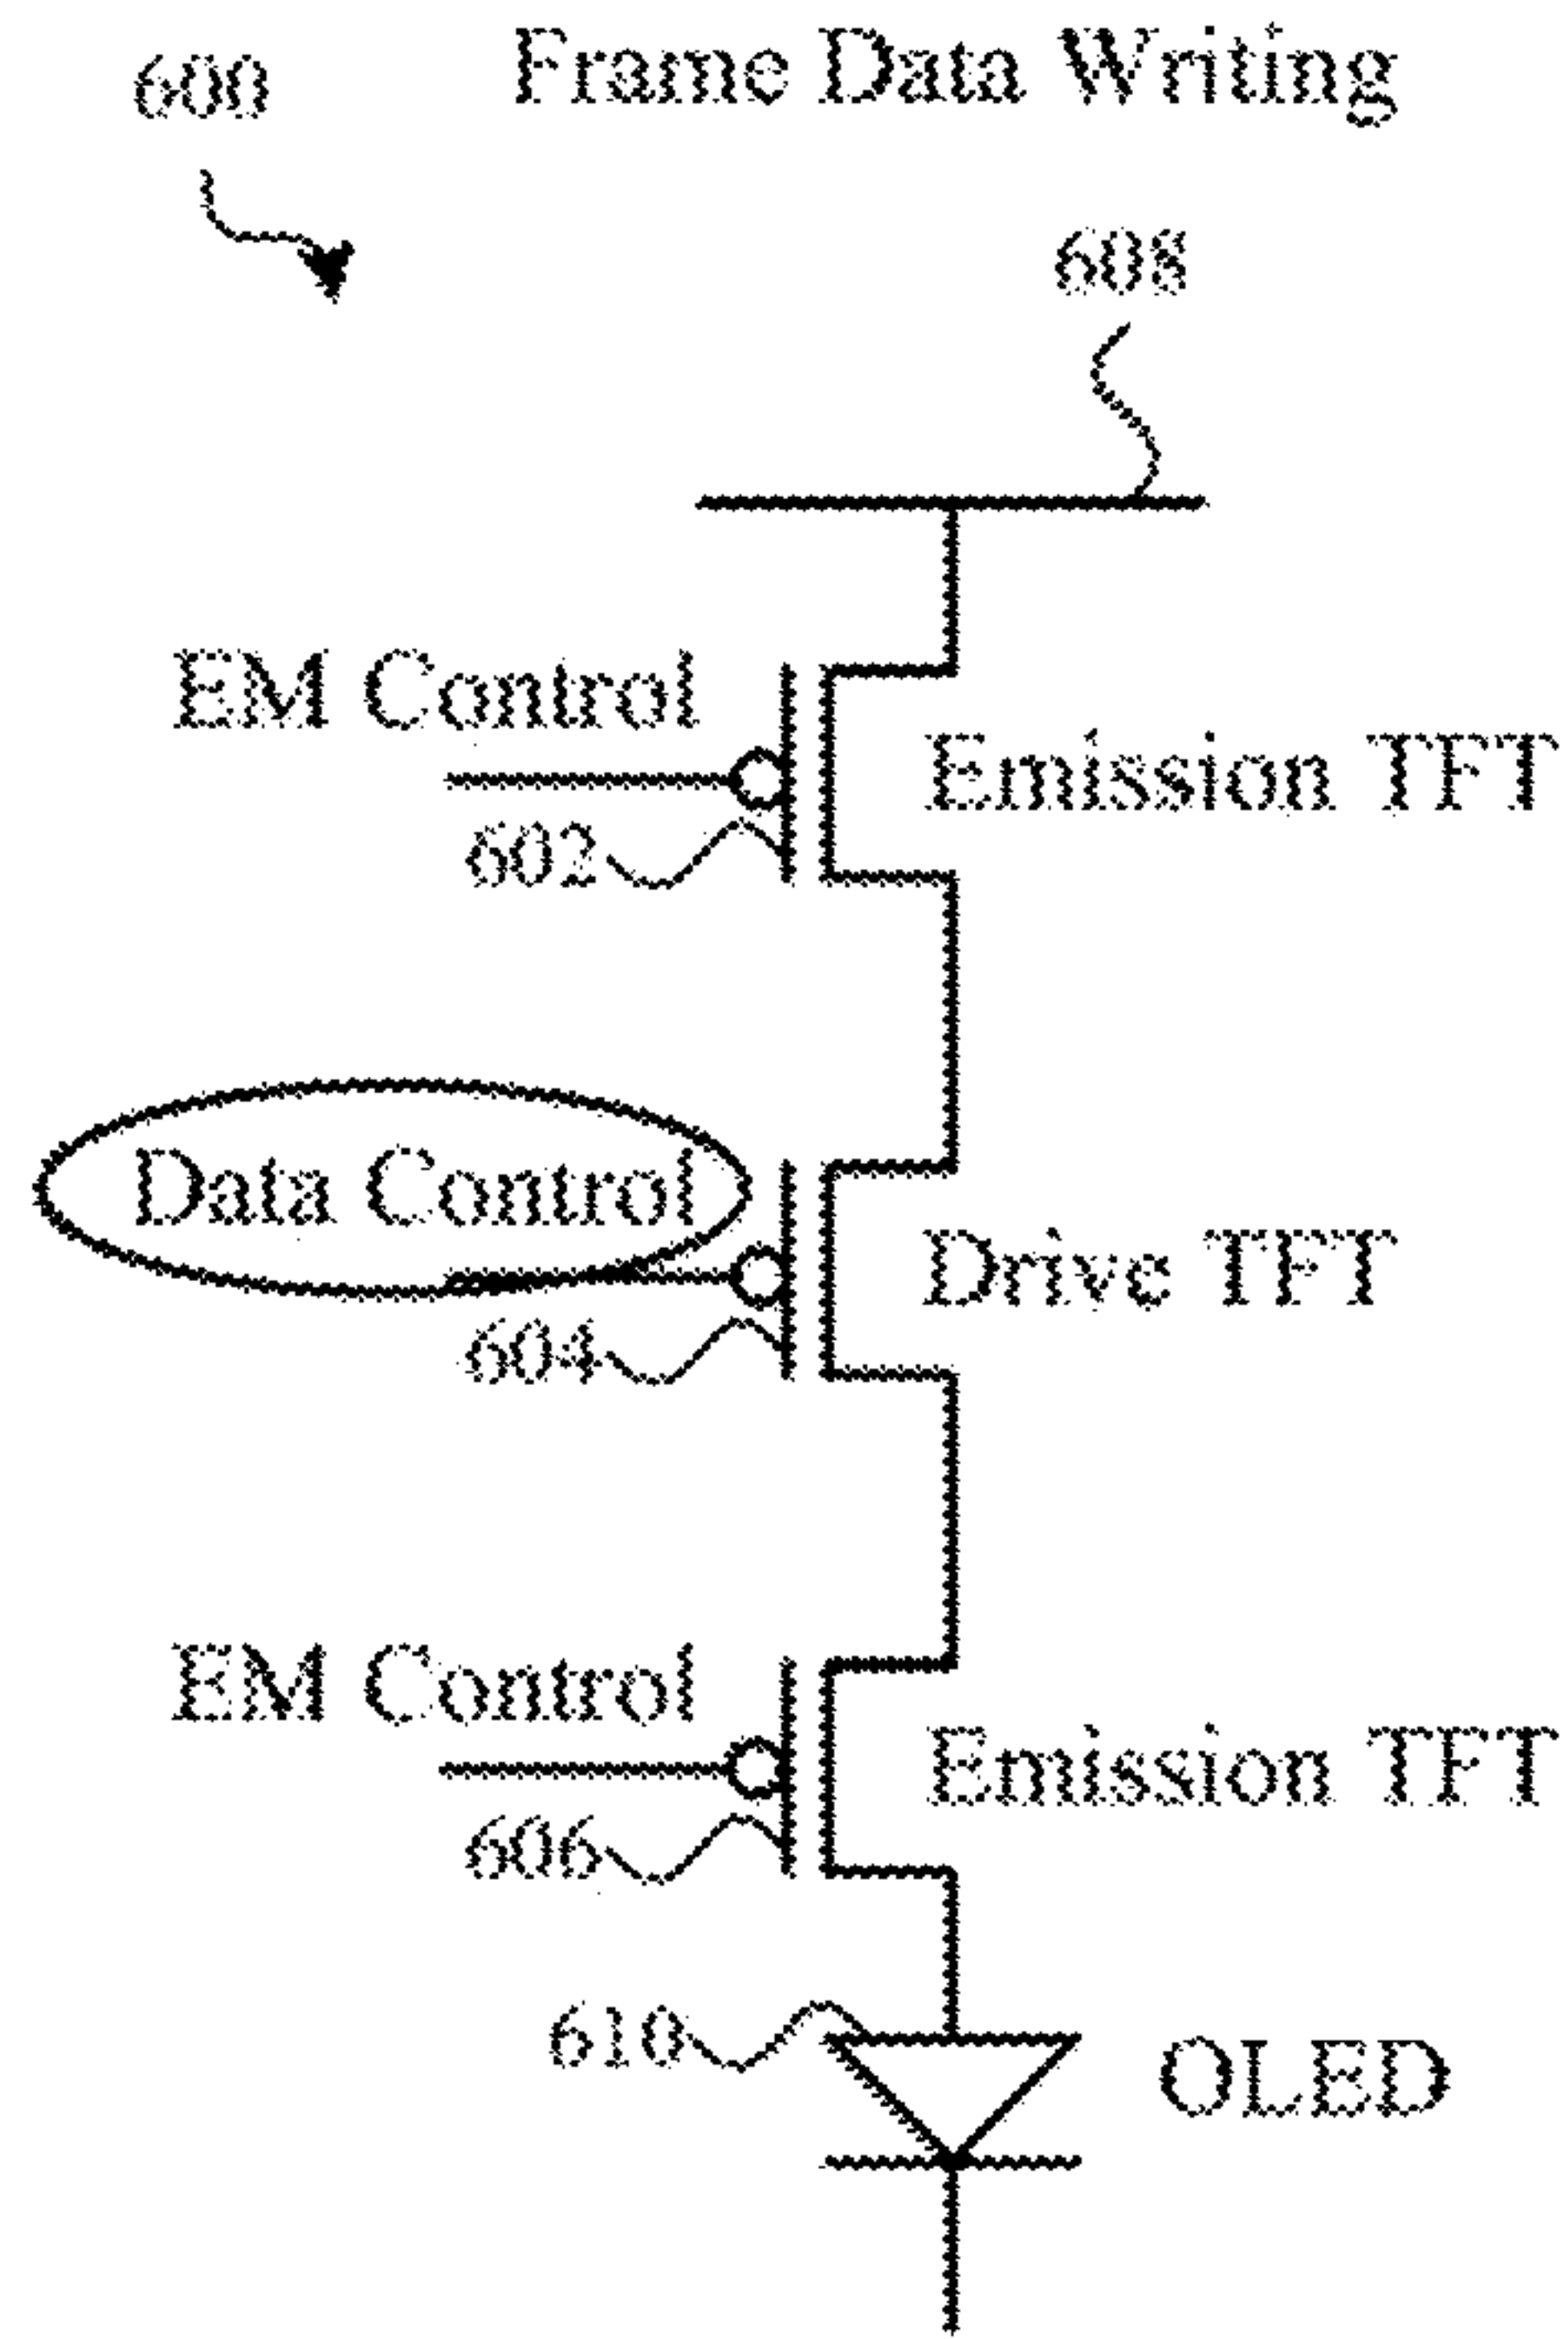 600
Frame Data Writing
608
EM Control
Emission TFT
602
Data Control
Drive TFT
604
EM Control
Emission TFT
606
610
OLED